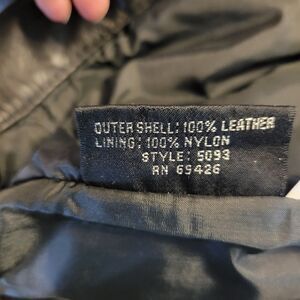 OUTER SHELL: 100% LEATHER
LINING: 100% NYLON
STYLE: 5093
RN 69426